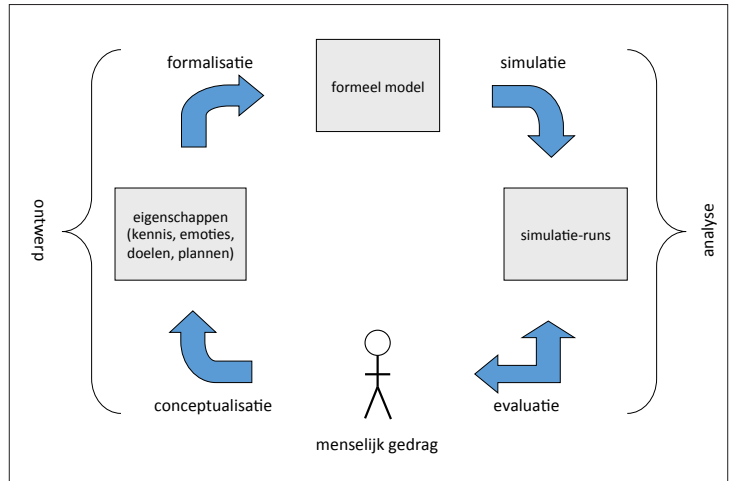 formalisatie
formeel model
simulatie
ontwerp
eigenschappen
(kennis, emoties,
doelen, plannen)
simulatie-runs
analyse
conceptualisatie
evaluatie
menselijk gedrag